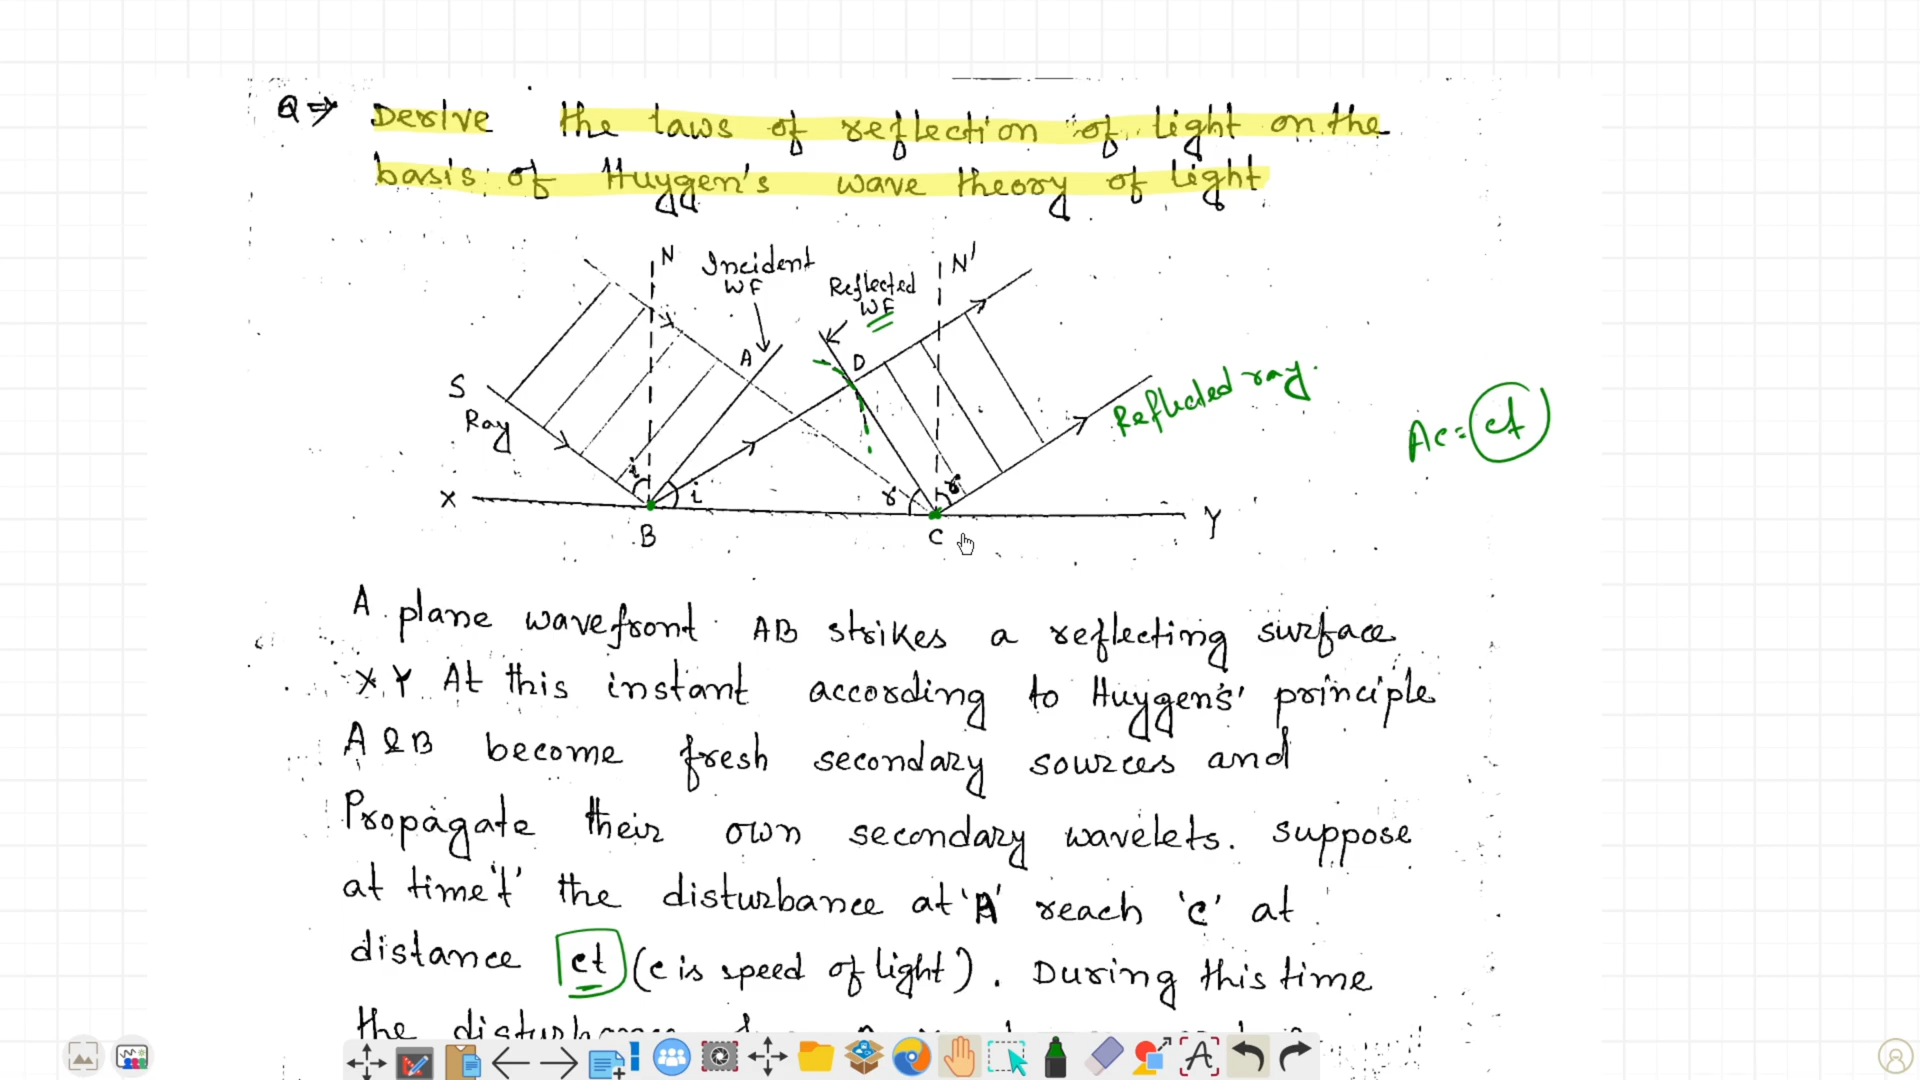 Q ⇒ Derive the laws of reflection of light on the
basis of Huygen's wave theory of light
N
Incident
WF
Reflected
WF
N'
A
D
S
Ray
Reflected ray.
AC = ct
i
i
r
r
X
B
C
Y
A plane wavefront AB strikes a reflecting surface
XY At this instant according to Huygens' principle
A & B become fresh secondary sources and
Propagate their own secondary wavelets. suppose
at time 't' the disturbance at 'A' reach 'C' at
distance ct (c is speed of light). During this time
the